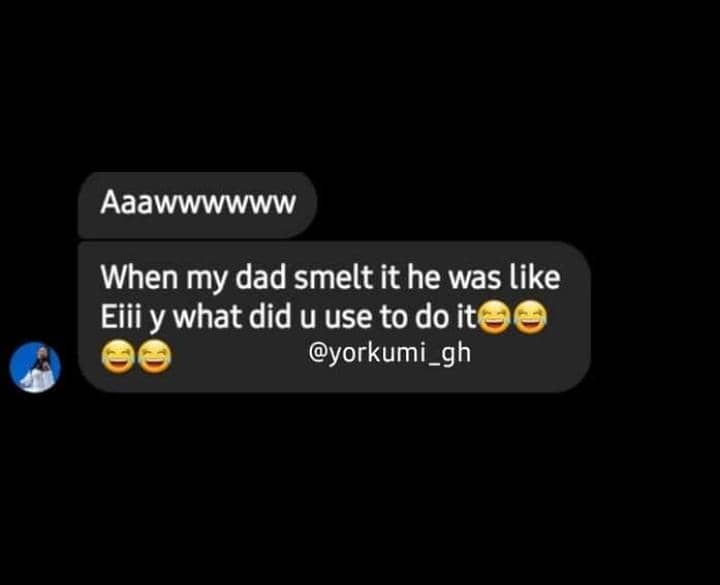 Aaawwwwww
When my dad smelt it he was like
Eiii y what did u use to do it😂😂
😂😂
@yorkumi_gh